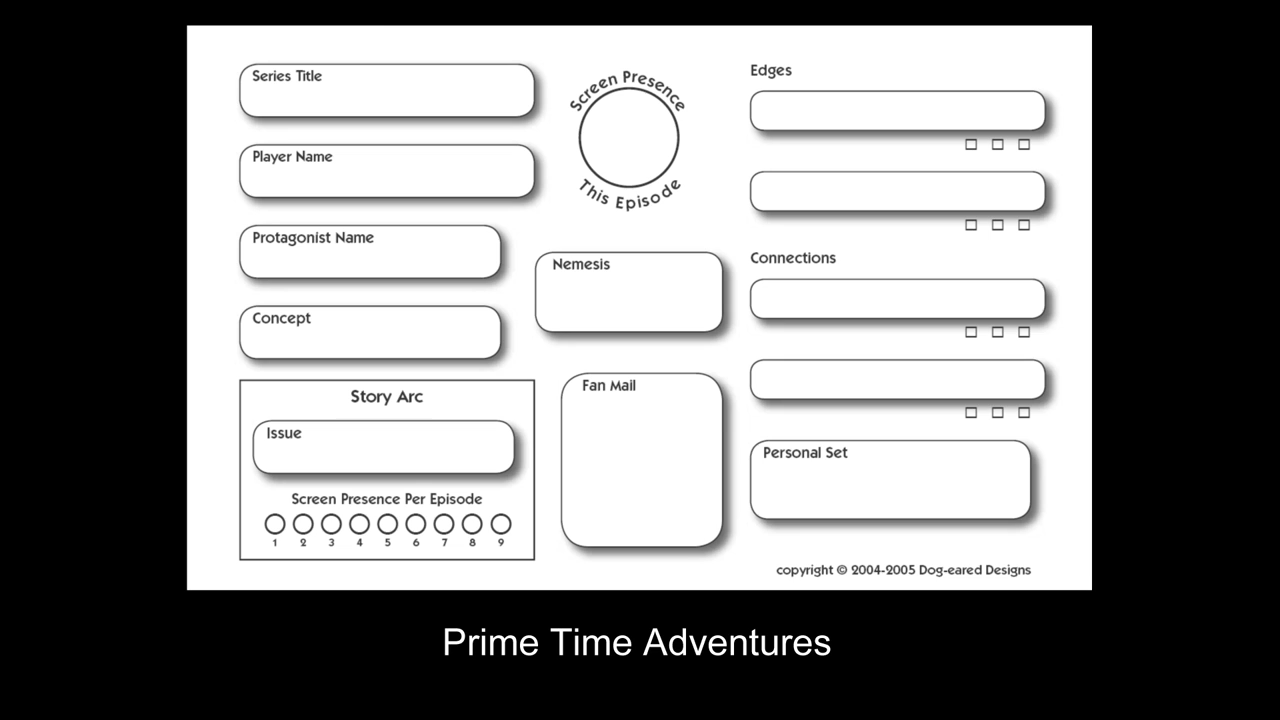 Series Title
Player Name
Protagonist Name
Concept
Story Arc
Issue
Screen Presence Per Episode
1 2 3 4 5 6 7 8 9
Screen Presence
This Episode
Nemesis
Fan Mail
Edges
Connections
Personal Set
copyright © 2004-2005 Dog-eared Designs
Prime Time Adventures